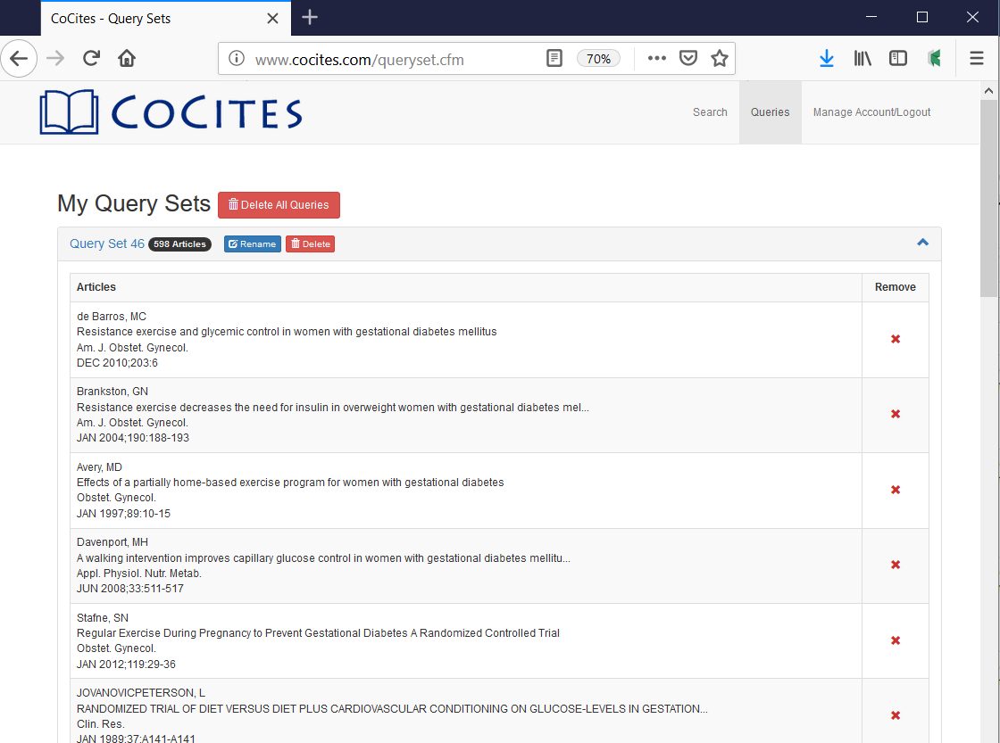 CoCites - Query Sets
www.cocites.com/queryset.cfm
70%
COCITES
Search
Queries
Manage Account/Logout
My Query Sets
Delete All Queries
Query Set 46
598 Articles
Rename
Delete
Articles
Remove
de Barros, MC
Resistance exercise and glycemic control in women with gestational diabetes mellitus
Am. J. Obstet. Gynecol.
DEC 2010;203:6
Brankston, GN
Resistance exercise decreases the need for insulin in overweight women with gestational diabetes mel...
Am. J. Obstet. Gynecol.
JAN 2004;190:188-193
Avery, MD
Effects of a partially home-based exercise program for women with gestational diabetes
Obstet. Gynecol.
JAN 1997;89:10-15
Davenport, MH
A walking intervention improves capillary glucose control in women with gestational diabetes mellitu...
Appl. Physiol. Nutr. Metab.
JUN 2008;33:511-517
Stafne, SN
Regular Exercise During Pregnancy to Prevent Gestational Diabetes A Randomized Controlled Trial
Obstet. Gynecol.
JAN 2012;119:29-36
JOVANOVICPETERSON, L
RANDOMIZED TRIAL OF DIET VERSUS DIET PLUS CARDIOVASCULAR CONDITIONING ON GLUCOSE-LEVELS IN GESTATION...
Clin. Res.
JAN 1989;37:A141-A141